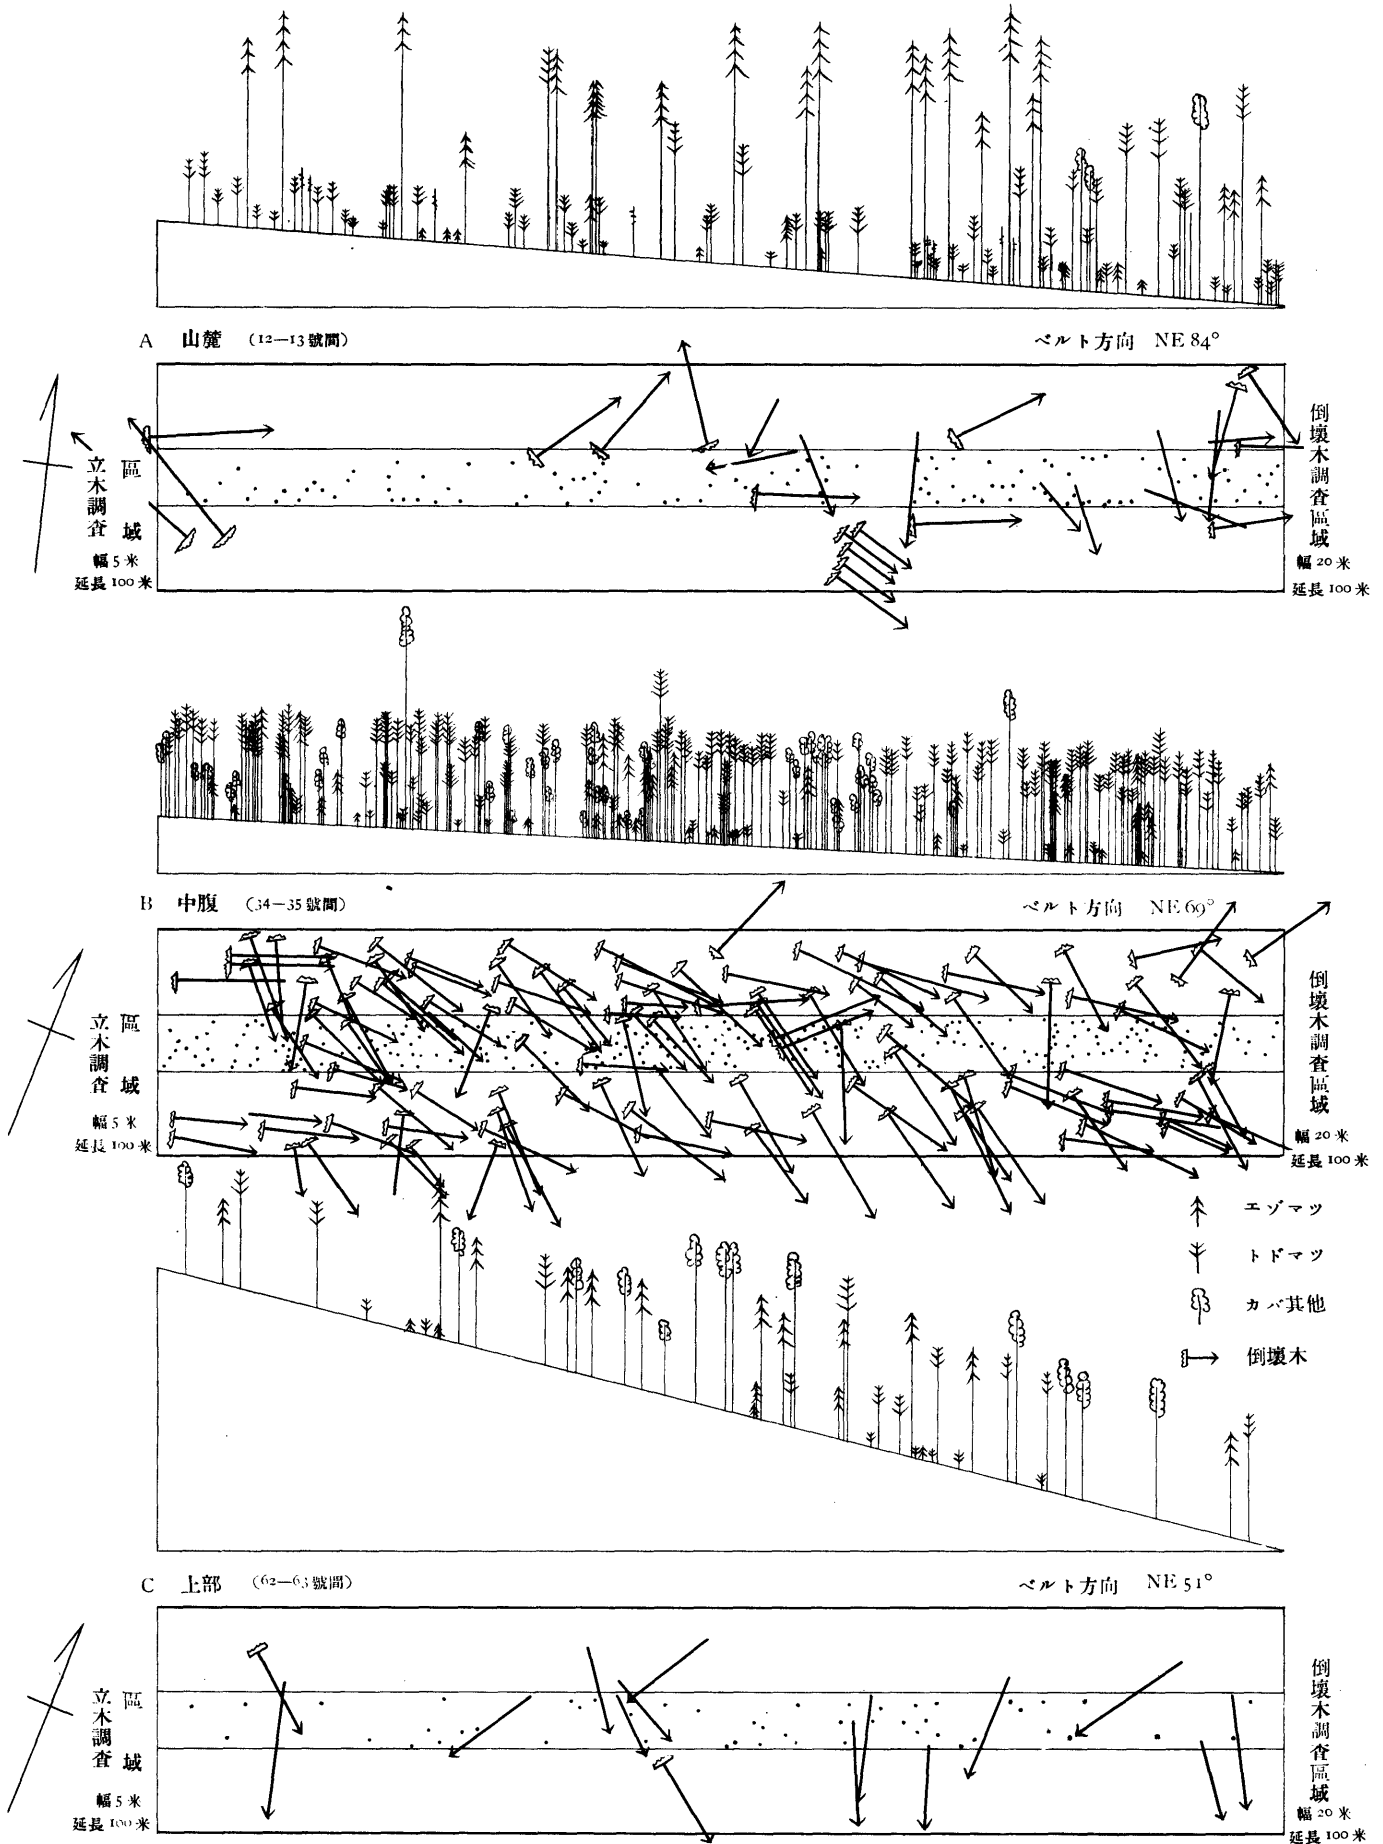 A 山麓 (12—13號間) ベルト方向 NE 84°
立木調査
區域
幅 5 米
延長 100 米
倒壞木調査區域
幅 20 米
延長 100 米
B 中腹 (34—35號間) ベルト方向 NE 69°
立木調査
區域
幅 5 米
延長 100 米
倒壞木調査區域
幅 20 米
延長 100 米
エゾマツ
トドマツ
カバ其他
倒壞木
C 上部 (62—63號間) ベルト方向 NE 51°
立木調査
區域
幅 5 米
延長 100 米
倒壞木調査區域
幅 20 米
延長 100 米